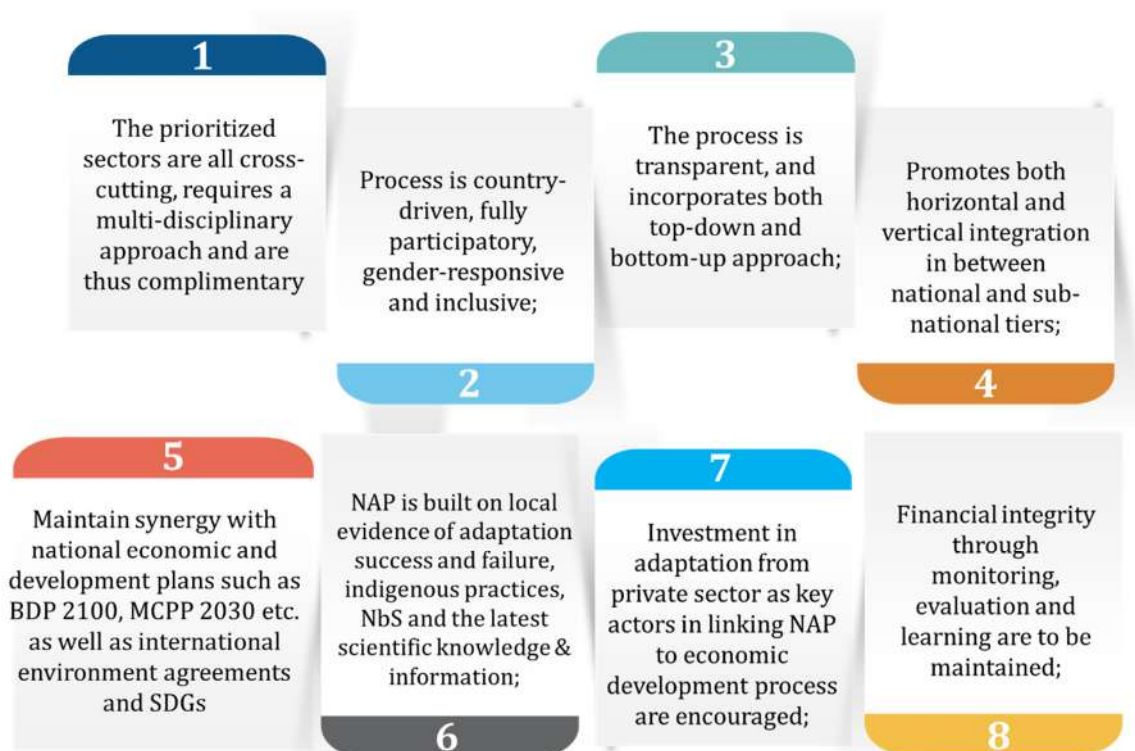 1
The prioritized
sectors are all cross-
cutting, requires a
multi-disciplinary
approach and are
thus complimentary
Process is country-
driven, fully
participatory,
gender-responsive
and inclusive;
2
3
The process is
transparent, and
incorporates both
top-down and
bottom-up approach;
Promotes both
horizontal and
vertical integration
in between
national and sub-
national tiers;
4
5
Maintain synergy with
national economic and
development plans such as
BDP 2100, MCPP 2030 etc.
as well as international
environment agreements
and SDGs
NAP is built on local
evidence of adaptation
success and failure,
indigenous practices,
NbS and the latest
scientific knowledge &
information;
6
7
Investment in
adaptation from
private sector as key
actors in linking NAP
to economic
development process
are encouraged;
Financial integrity
through
monitoring,
evaluation and
learning are to be
maintained;
8